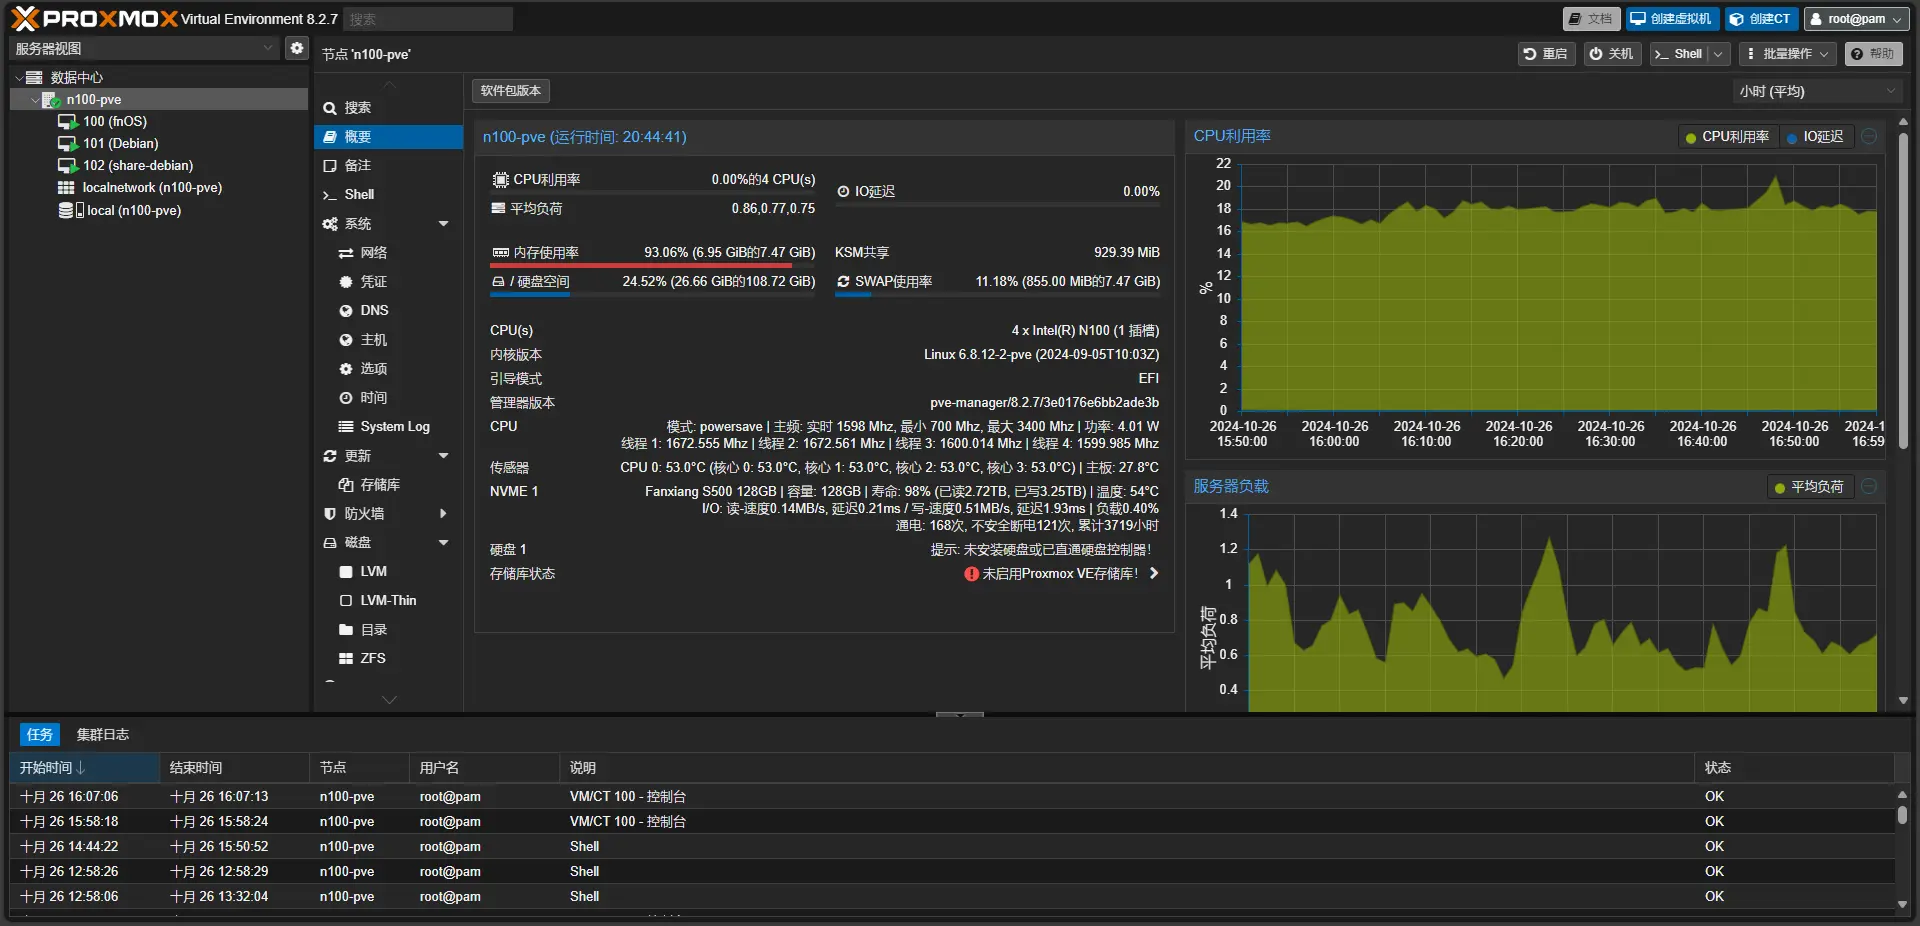 PROXMOX Virtual Environment 8.2.7 搜索 文档 创建虚拟机 创建CT root@pam
服务器视图
节点 'n100-pve' 重启 关机 Shell 批量操作 帮助
数据中心
n100-pve
100 (fnOS)
101 (Debian)
102 (share-debian)
localnetwork (n100-pve)
local (n100-pve)
搜索
概要
备注
Shell
系统
网络
凭证
DNS
主机
选项
时间
System Log
更新
存储库
防火墙
磁盘
LVM
LVM-Thin
目录
ZFS
软件包版本 小时 (平均)
n100-pve (运行时间: 20:44:41)
CPU利用率 0.00%的4 CPU(s)
IO延迟 0.00%
平均负荷 0.86,0.77,0.75
内存使用率 93.06% (6.95 GiB的7.47 GiB)
KSM共享 929.39 MiB
/ 硬盘空间 24.52% (26.66 GiB的108.72 GiB)
SWAP使用率 11.18% (855.00 MiB的7.47 GiB)
CPU(s) 4 x Intel(R) N100 (1 插槽)
内核版本 Linux 6.8.12-2-pve (2024-09-05T10:03Z)
引导模式 EFI
管理器版本 pve-manager/8.2.7/3e0176e6bb2ade3b
CPU 模式: powersave | 主频: 实时 1598 Mhz, 最小 700 Mhz, 最大 3400 Mhz | 功率: 4.01 W
线程 1: 1672.555 Mhz | 线程 2: 1672.561 Mhz | 线程 3: 1600.014 Mhz | 线程 4: 1599.985 Mhz
传感器 CPU 0: 53.0°C (核心 0: 53.0°C, 核心 1: 53.0°C, 核心 2: 53.0°C, 核心 3: 53.0°C) | 主板: 27.8°C
NVME 1 Fanxiang S500 128GB | 容量: 128GB | 寿命: 98% (已读2.72TB, 已写3.25TB) | 温度: 54°C
I/O: 读-速度0.14MB/s, 延迟0.21ms / 写-速度0.51MB/s, 延迟1.93ms | 负载0.40%
通电: 168次, 不安全断电121次, 累计3719小时
硬盘 1 提示: 未安装硬盘或已直通硬盘控制器!
存储库状态 未启用Proxmox VE存储库!
CPU利用率 CPU利用率 IO延迟
22
20
18
16
14
12
10
8
6
4
2
0
%
2024-10-26 2024-10-26 2024-10-26 2024-10-26 2024-10-26 2024-10-26 2024-10-26 2024-1
15:50:00 16:00:00 16:10:00 16:20:00 16:30:00 16:40:00 16:50:00 16:59
服务器负载 平均负荷
1.4
1.2
1
0.8
0.6
0.4
平均负荷
任务 集群日志
开始时间↓ 结束时间 节点 用户名 说明 状态
十月 26 16:07:06 十月 26 16:07:13 n100-pve root@pam VM/CT 100 - 控制台 OK
十月 26 15:58:18 十月 26 15:58:24 n100-pve root@pam VM/CT 100 - 控制台 OK
十月 26 14:44:22 十月 26 15:50:52 n100-pve root@pam Shell OK
十月 26 12:58:26 十月 26 12:58:29 n100-pve root@pam Shell OK
十月 26 12:58:06 十月 26 13:32:04 n100-pve root@pam Shell OK